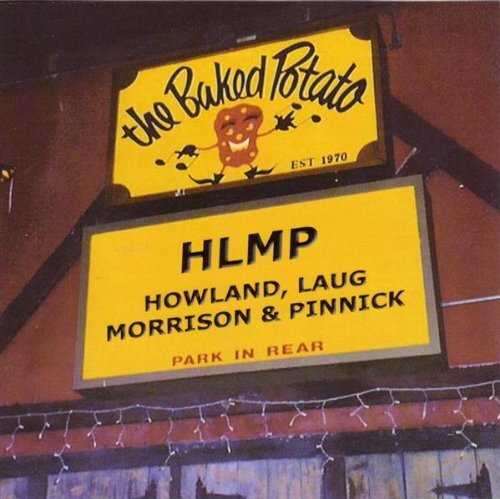 the Baked Potato
EST 1970
HLMP
HOWLAND, LAUG
MORRISON & PINNICK
PARK IN REAR